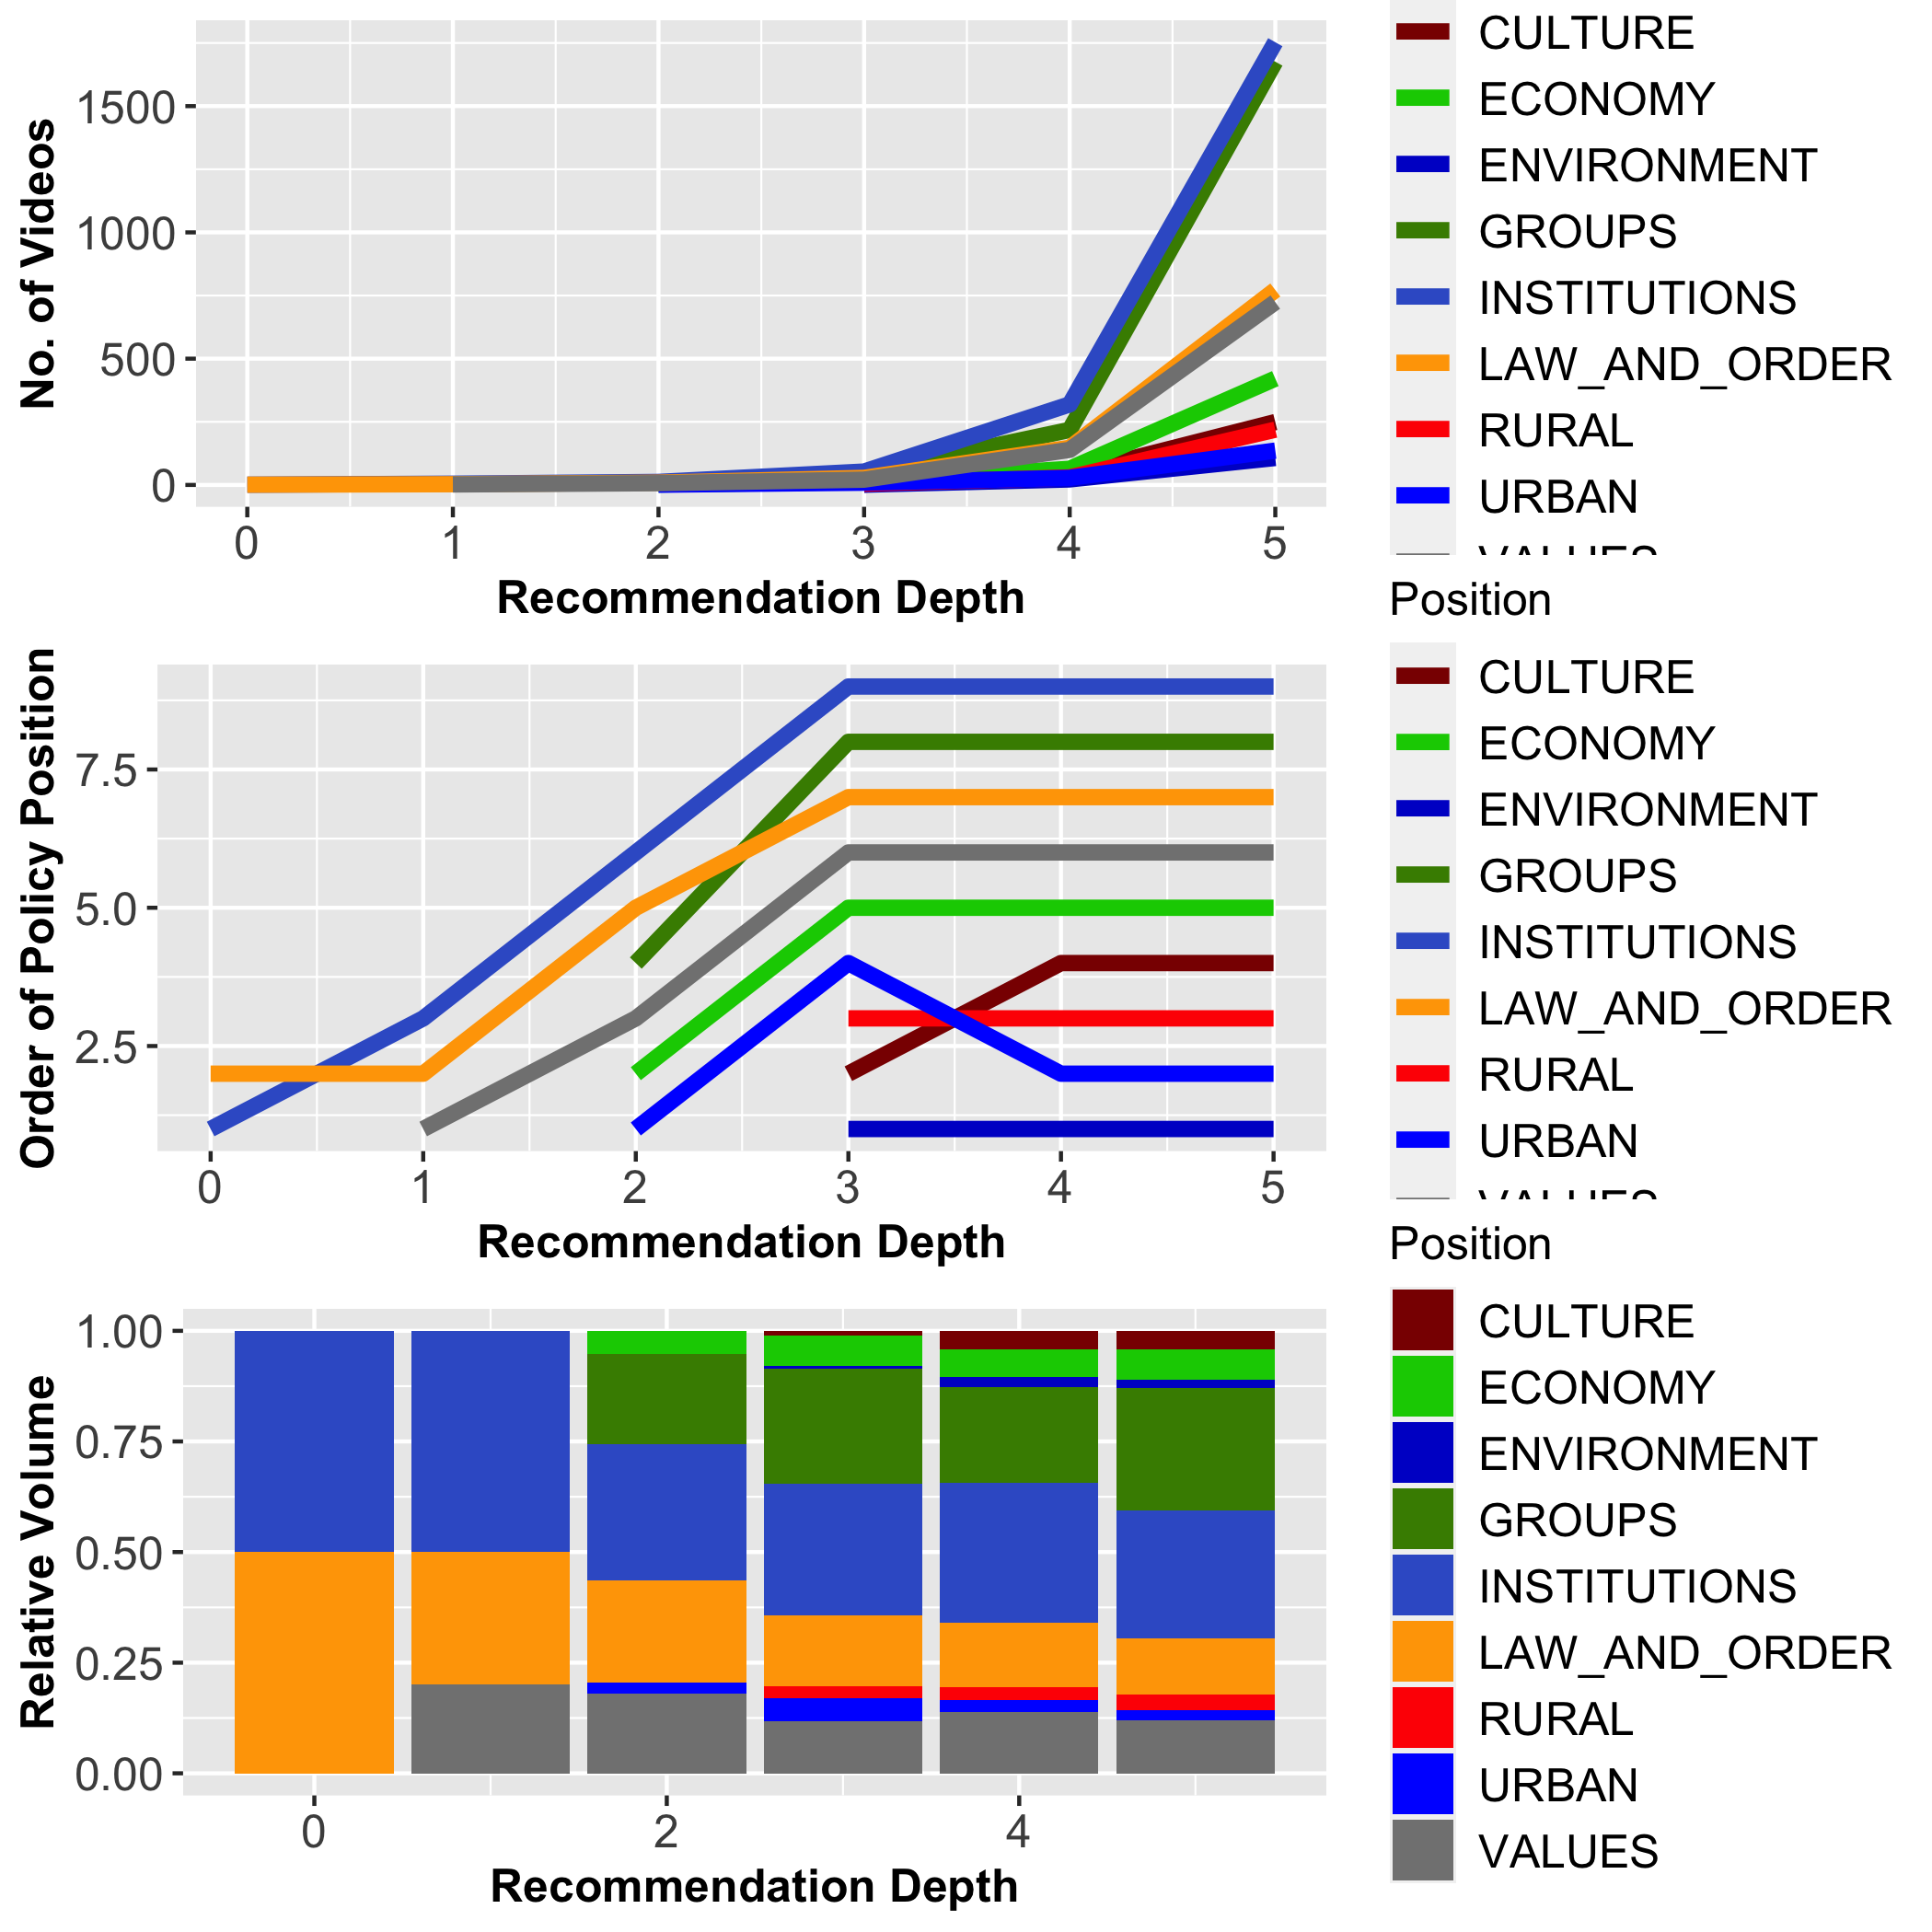 No. of Videos
1500
1000
500
0
0 1 2 3 4 5
Recommendation Depth
CULTURE
ECONOMY
ENVIRONMENT
GROUPS
INSTITUTIONS
LAW_AND_ORDER
RURAL
URBAN
VALUES
Order of Policy Position
7.5
5.0
2.5
0 1 2 3 4 5
Recommendation Depth
Position
CULTURE
ECONOMY
ENVIRONMENT
GROUPS
INSTITUTIONS
LAW_AND_ORDER
RURAL
URBAN
VALUES
Relative Volume
1.00
0.75
0.50
0.25
0.00
0 2 4
Recommendation Depth
Position
CULTURE
ECONOMY
ENVIRONMENT
GROUPS
INSTITUTIONS
LAW_AND_ORDER
RURAL
URBAN
VALUES